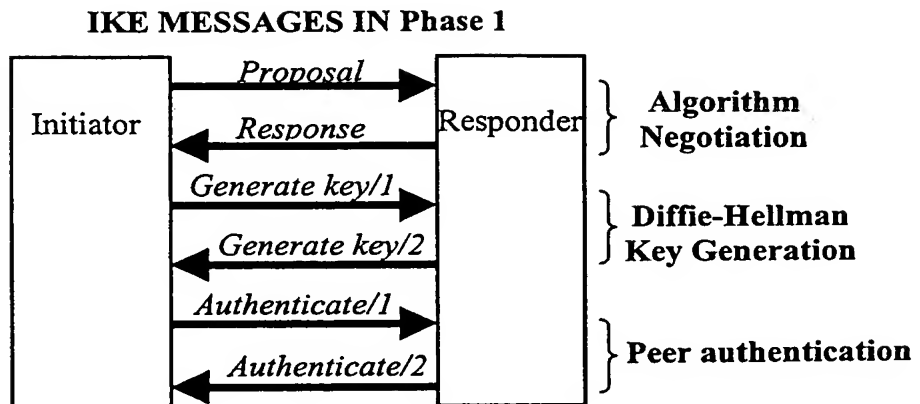 IKE MESSAGES IN Phase 1
Initiator
Responder
Proposal
Response
Generate key/1
Generate key/2
Authenticate/1
Authenticate/2
Algorithm
Negotiation
Diffie-Hellman
Key Generation
Peer authentication